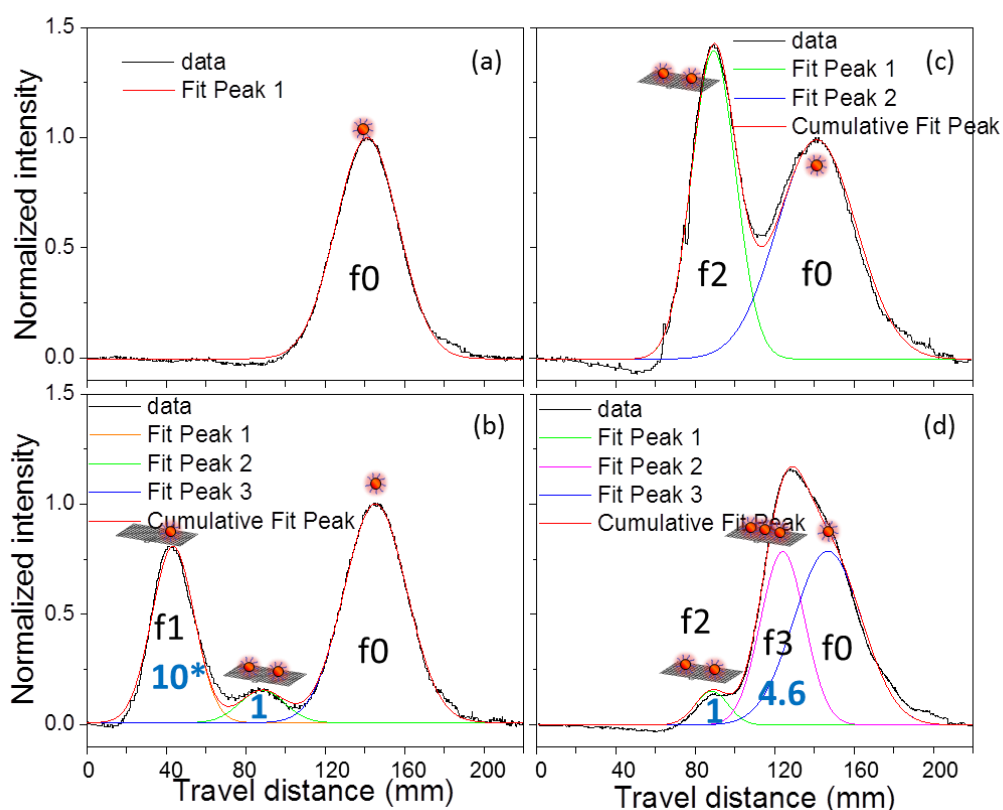 1.5
1.0
0.5
0.0
Normalized intensity
data
Fit Peak 1
(a)
f0
data
Fit Peak 1
Fit Peak 2
Cumulative Fit Peak
(c)
f2
f0
1.5
1.0
0.5
0.0
Normalized intensity
data
Fit Peak 1
Fit Peak 2
Fit Peak 3
Cumulative Fit Peak
(b)
f1
10*
1
f0
0 40 80 120 160 200
Travel distance (mm)
data
Fit Peak 1
Fit Peak 2
Fit Peak 3
Cumulative Fit Peak
(d)
f2
1
f3
4.6
f0
0 40 80 120 160 200
Travel distance (mm)